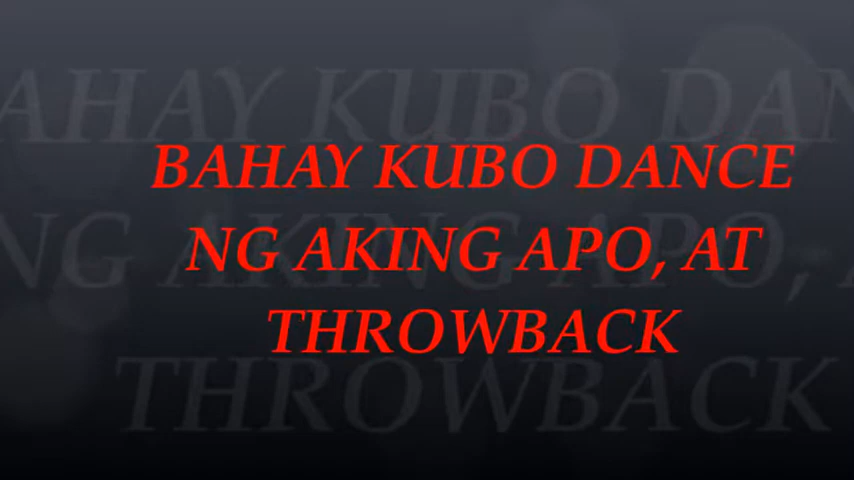 BAHAY KUBO DANCE
NG AKING APO, AT
THROWBACK